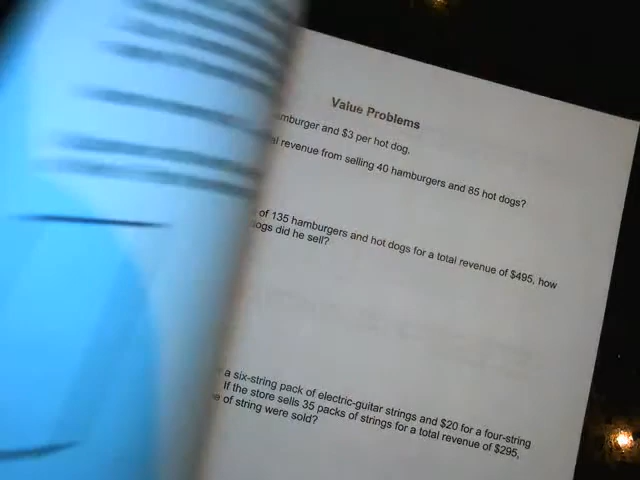 Value Problems
hamburger and $3 per hot dog.
revenue from selling 40 hamburgers and 85 hot dogs?
of 135 hamburgers and hot dogs for a total revenue of $495, how
dogs did he sell?
a six-string pack of electric-guitar strings and $20 for a four-string
If the store sells 35 packs of strings for a total revenue of $295,
of string were sold?